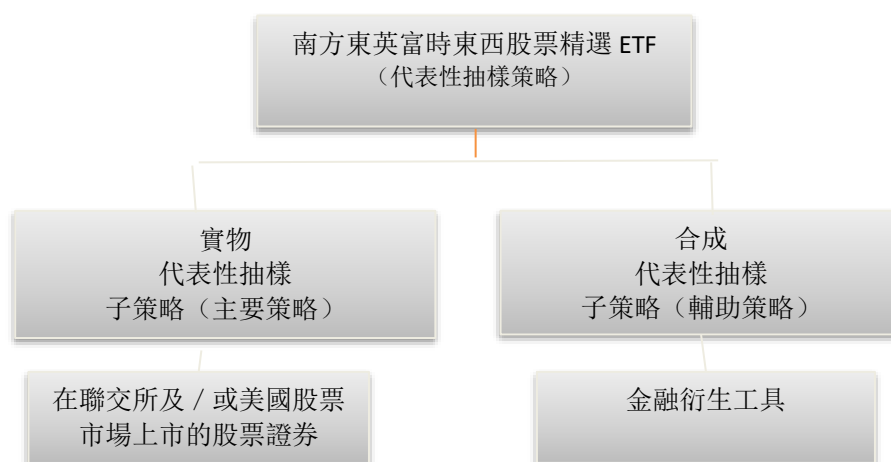 南方東英富時東西股票精選 ETF
（代表性抽樣策略）
實物
代表性抽樣
子策略（主要策略）
合成
代表性抽樣
子策略（輔助策略）
在聯交所及／或美國股票
市場上市的股票證券
金融衍生工具